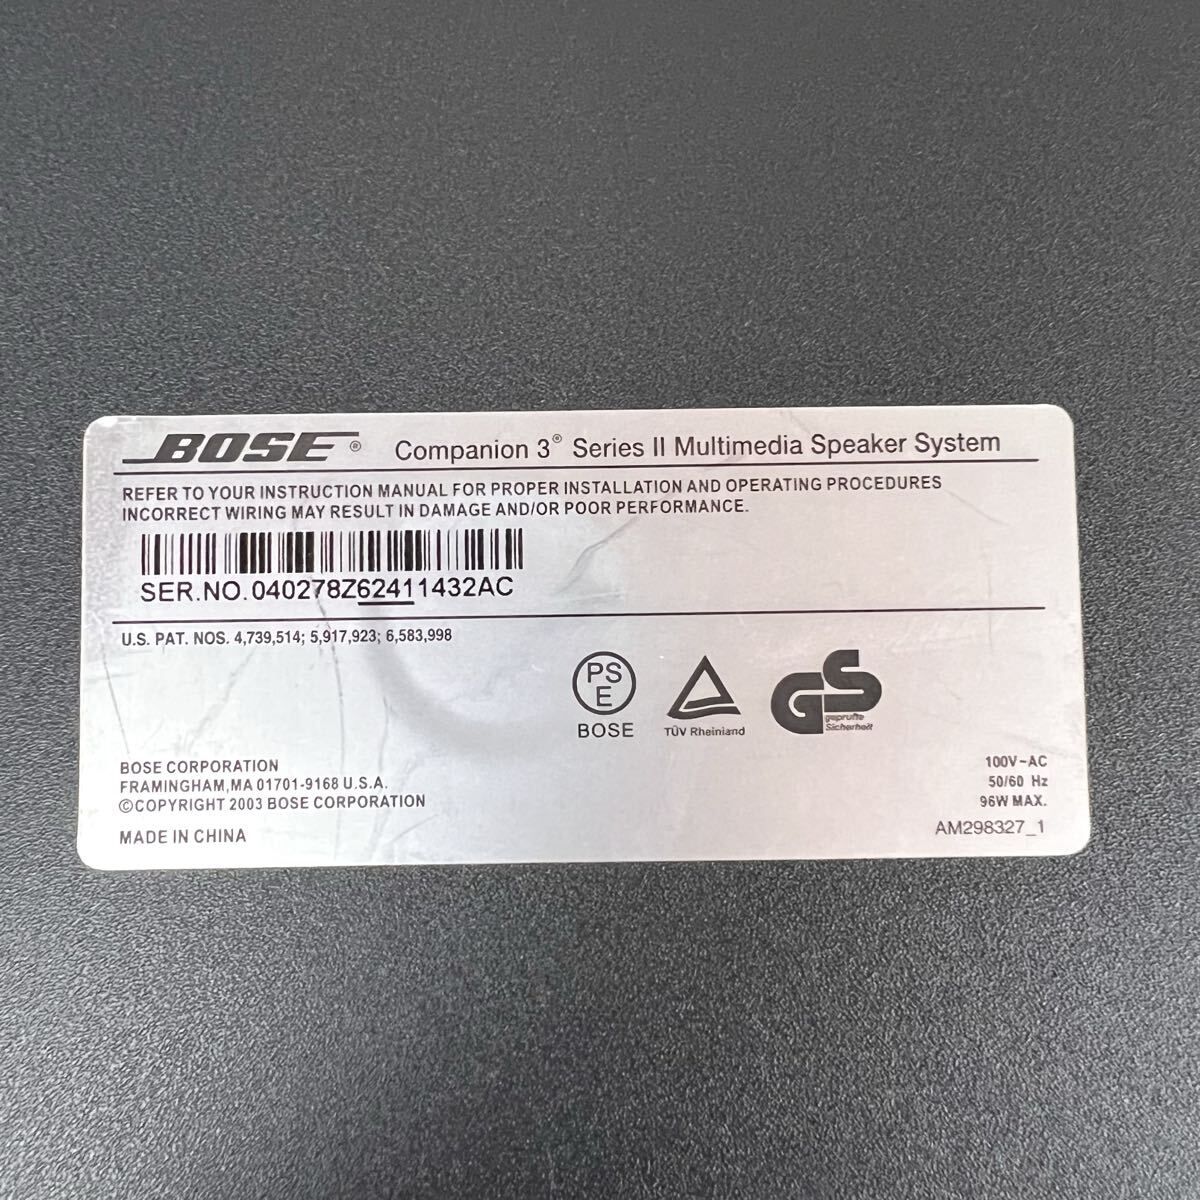 BOSE® Companion 3® Series II Multimedia Speaker System
REFER TO YOUR INSTRUCTION MANUAL FOR PROPER INSTALLATION AND OPERATING PROCEDURES
INCORRECT WIRING MAY RESULT IN DAMAGE AND/OR POOR PERFORMANCE.
SER.NO. 040278Z62411432AC
U.S. PAT. NOS. 4,739,514; 5,917,923; 6,583,998
PS
E
BOSE
TÜV Rheinland
GS
geprüfte
Sicherheit
BOSE CORPORATION
FRAMINGHAM, MA 01701-9168 U.S.A.
©COPYRIGHT 2003 BOSE CORPORATION
MADE IN CHINA
100V~AC
50/60 Hz
96W MAX.
AM298327_1